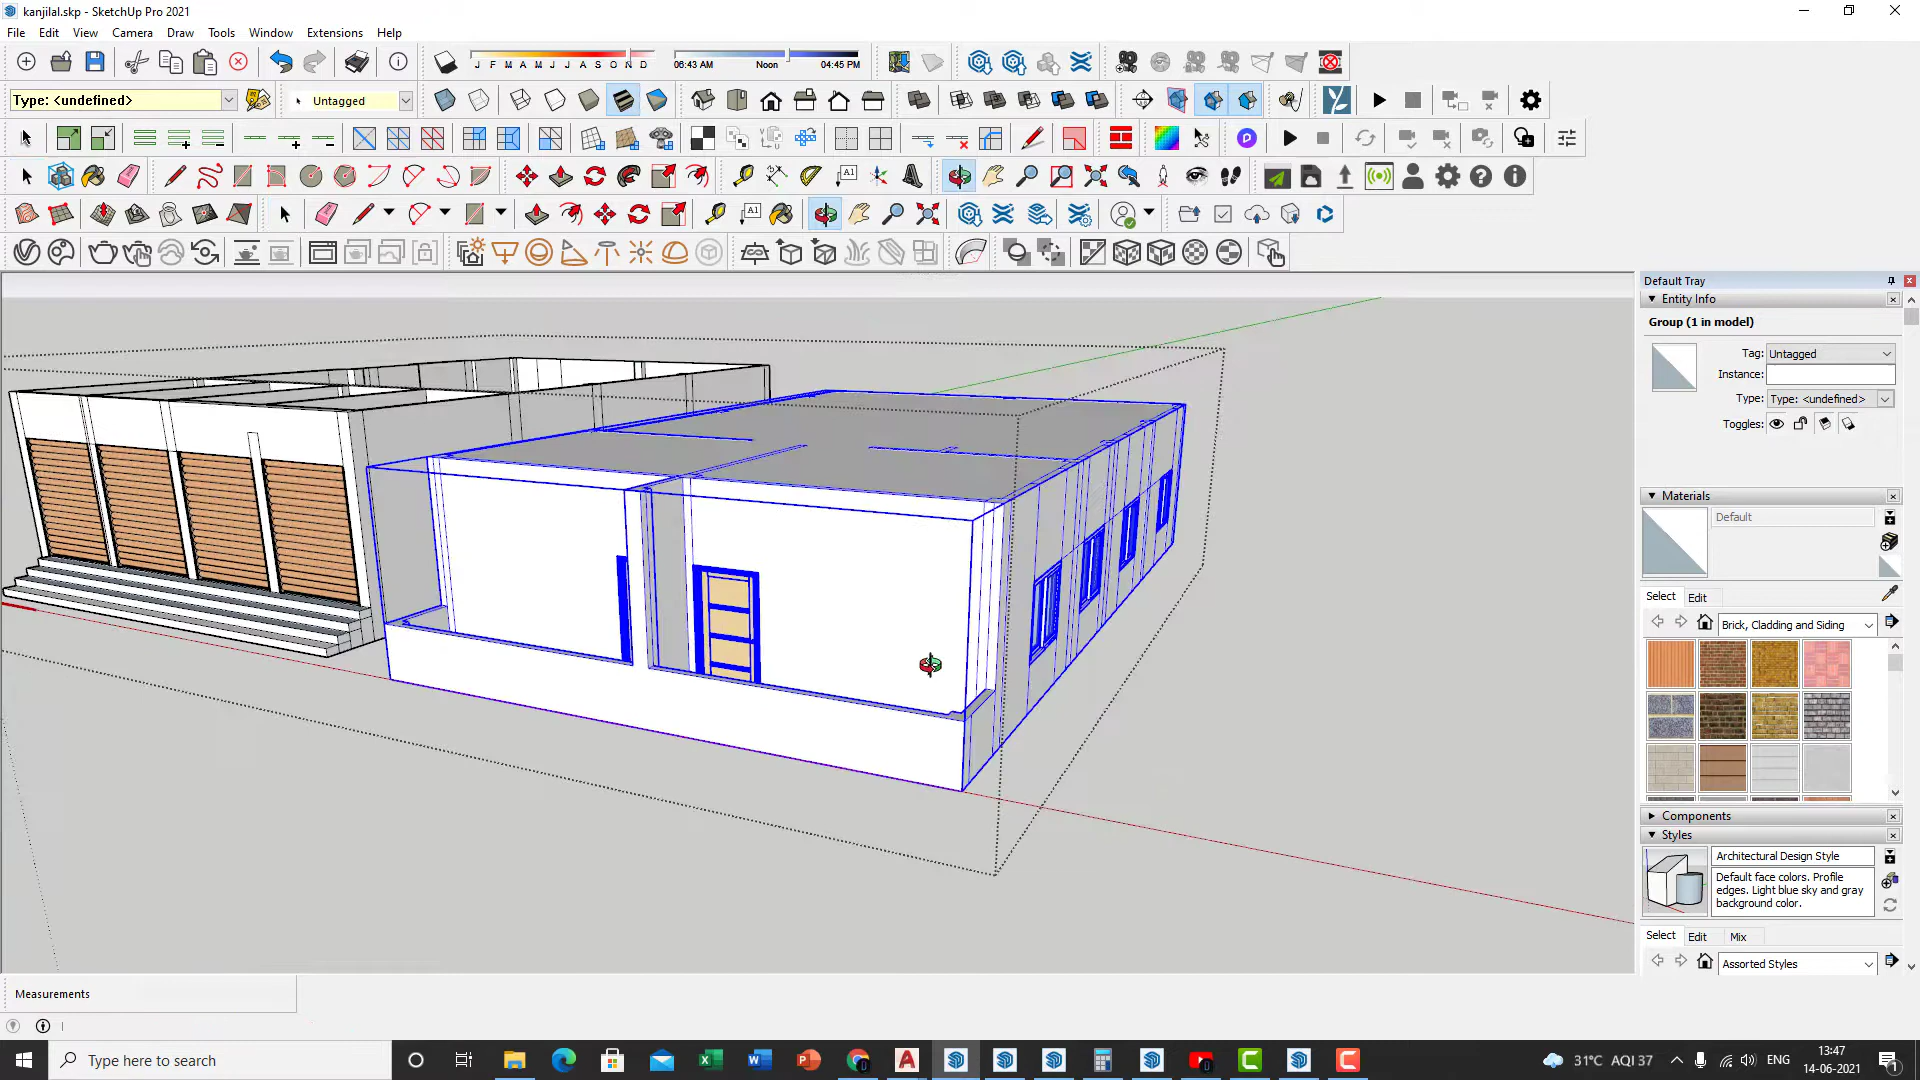 kanjilal.skp - SketchUp Pro 2021
File Edit View Camera Draw Tools Window Extensions Help
J F M A M J J A S O N D
06:43 AM Noon 04:45 PM
Type: <undefined>
Untagged
Default Tray
Entity Info
Group (1 in model)
Tag: Untagged
Instance:
Type: Type: <undefined>
Toggles:
Materials
Default
Select Edit
Brick, Cladding and Siding
Components
Styles
Architectural Design Style
Default face colors. Profile
edges. Light blue sky and gray
background color.
Select Edit Mix
Assorted Styles
Measurements
Type here to search
31°C AQI 37
ENG
13:47
14-06-2021